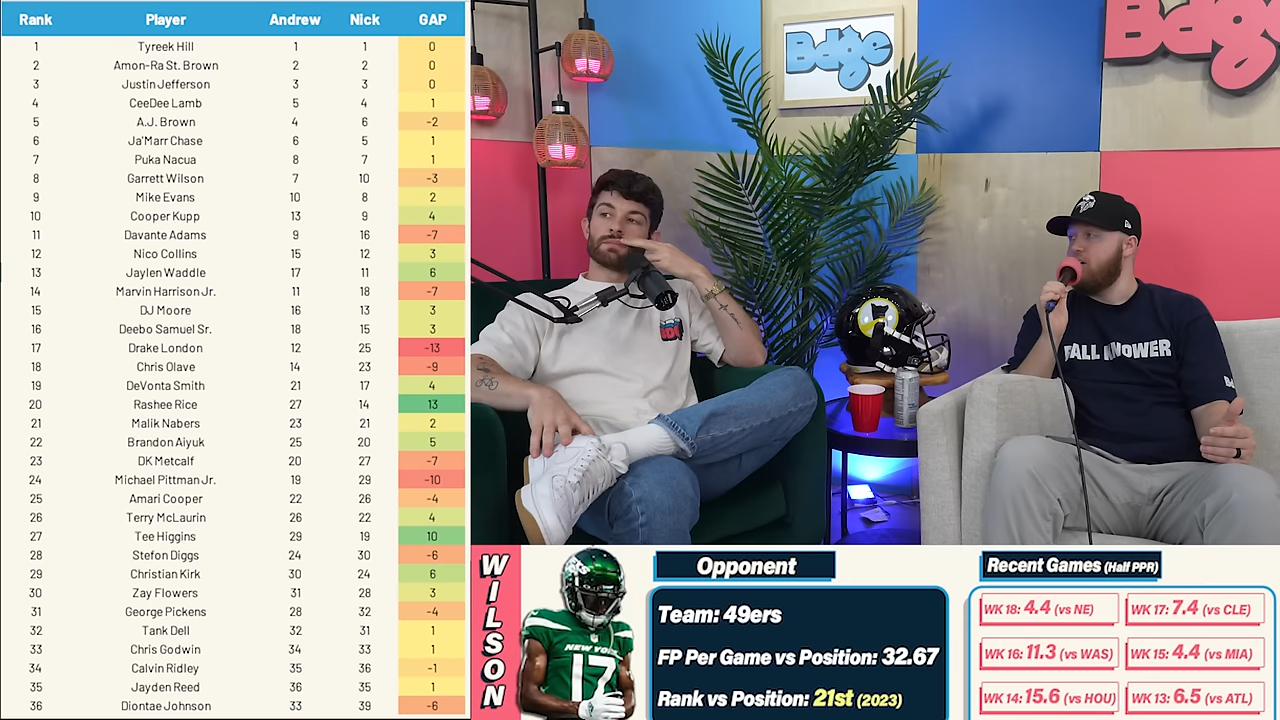 Rank Player Andrew Nick GAP
1 Tyreek Hill 1 1 0
2 Amon-Ra St. Brown 2 2 0
3 Justin Jefferson 3 3 0
4 CeeDee Lamb 5 4 1
5 A.J. Brown 4 6 -2
6 Ja'Marr Chase 6 5 1
7 Puka Nacua 8 7 1
8 Garrett Wilson 7 10 -3
9 Mike Evans 10 8 2
10 Cooper Kupp 13 9 4
11 Davante Adams 9 16 -7
12 Nico Collins 15 12 3
13 Jaylen Waddle 17 11 6
14 Marvin Harrison Jr. 11 18 -7
15 DJ Moore 16 13 3
16 Deebo Samuel Sr. 18 15 3
17 Drake London 12 25 -13
18 Chris Olave 14 23 -9
19 DeVonta Smith 21 17 4
20 Rashee Rice 27 14 13
21 Malik Nabers 23 21 2
22 Brandon Aiyuk 25 20 5
23 DK Metcalf 20 27 -7
24 Michael Pittman Jr. 19 29 -10
25 Amari Cooper 22 26 -4
26 Terry McLaurin 26 22 4
27 Tee Higgins 29 19 10
28 Stefon Diggs 24 30 -6
29 Christian Kirk 30 24 6
30 Zay Flowers 31 28 3
31 George Pickens 28 32 -4
32 Tank Dell 32 31 1
33 Chris Godwin 34 33 1
34 Calvin Ridley 35 36 -1
35 Jayden Reed 36 35 1
36 Diontae Johnson 33 39 -6
Bdge
Bdge
WILSON
NEW YORK
17
Opponent
Team: 49ers
FP Per Game vs Position: 32.67
Rank vs Position: 21st (2023)
Recent Games (Half PPR)
WK 18: 4.4 (vs NE) WK 17: 7.4 (vs CLE)
WK 16: 11.3 (vs WAS) WK 15: 4.4 (vs MIA)
WK 14: 15.6 (vs HOU) WK 13: 6.5 (vs ATL)